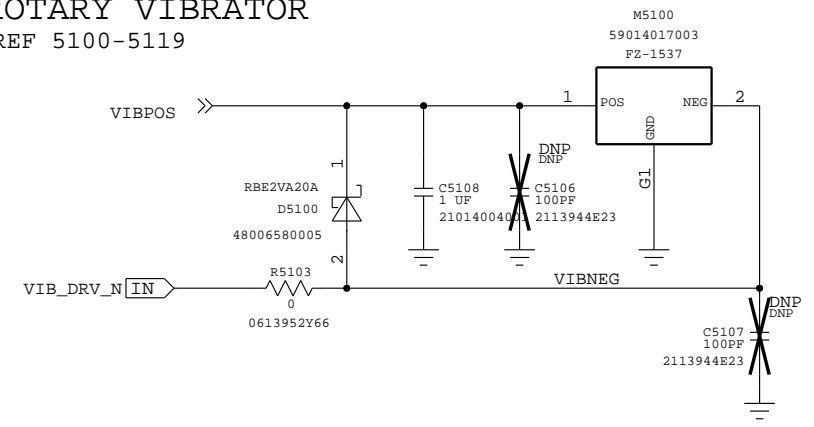 ROTARY VIBRATOR
REF 5100-5119
M5100
59014017003
FZ-1537
VIBPOS
1
POS
NEG
2
GND
G1
DNP
DNP
1
RBE2VA20A
D5100
48006580005
2
C5108
1 UF
21014004001
C5106
100PF
2113944E23
VIB_DRV_N
IN
R5103
0
0613952Y66
VIBNEG
DNP
DNP
C5107
100PF
2113944E23